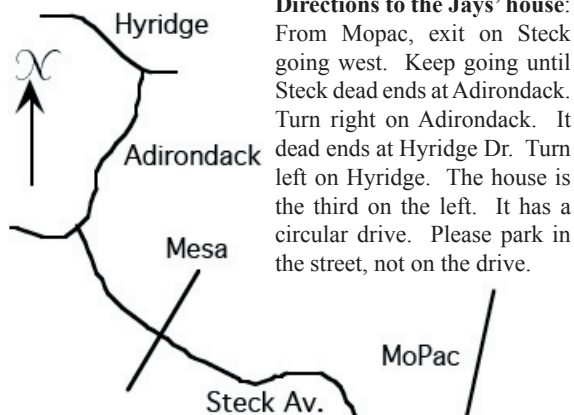 Directions to the Jays' house:
From Mopac, exit on Steck
going west. Keep going until
Steck dead ends at Adirondack.
Turn right on Adirondack. It
dead ends at Hyridge Dr. Turn
left on Hyridge. The house is
the third on the left. It has a
circular drive. Please park in
the street, not on the drive.
Hyridge
N
Adirondack
Mesa
MoPac
Steck Av.